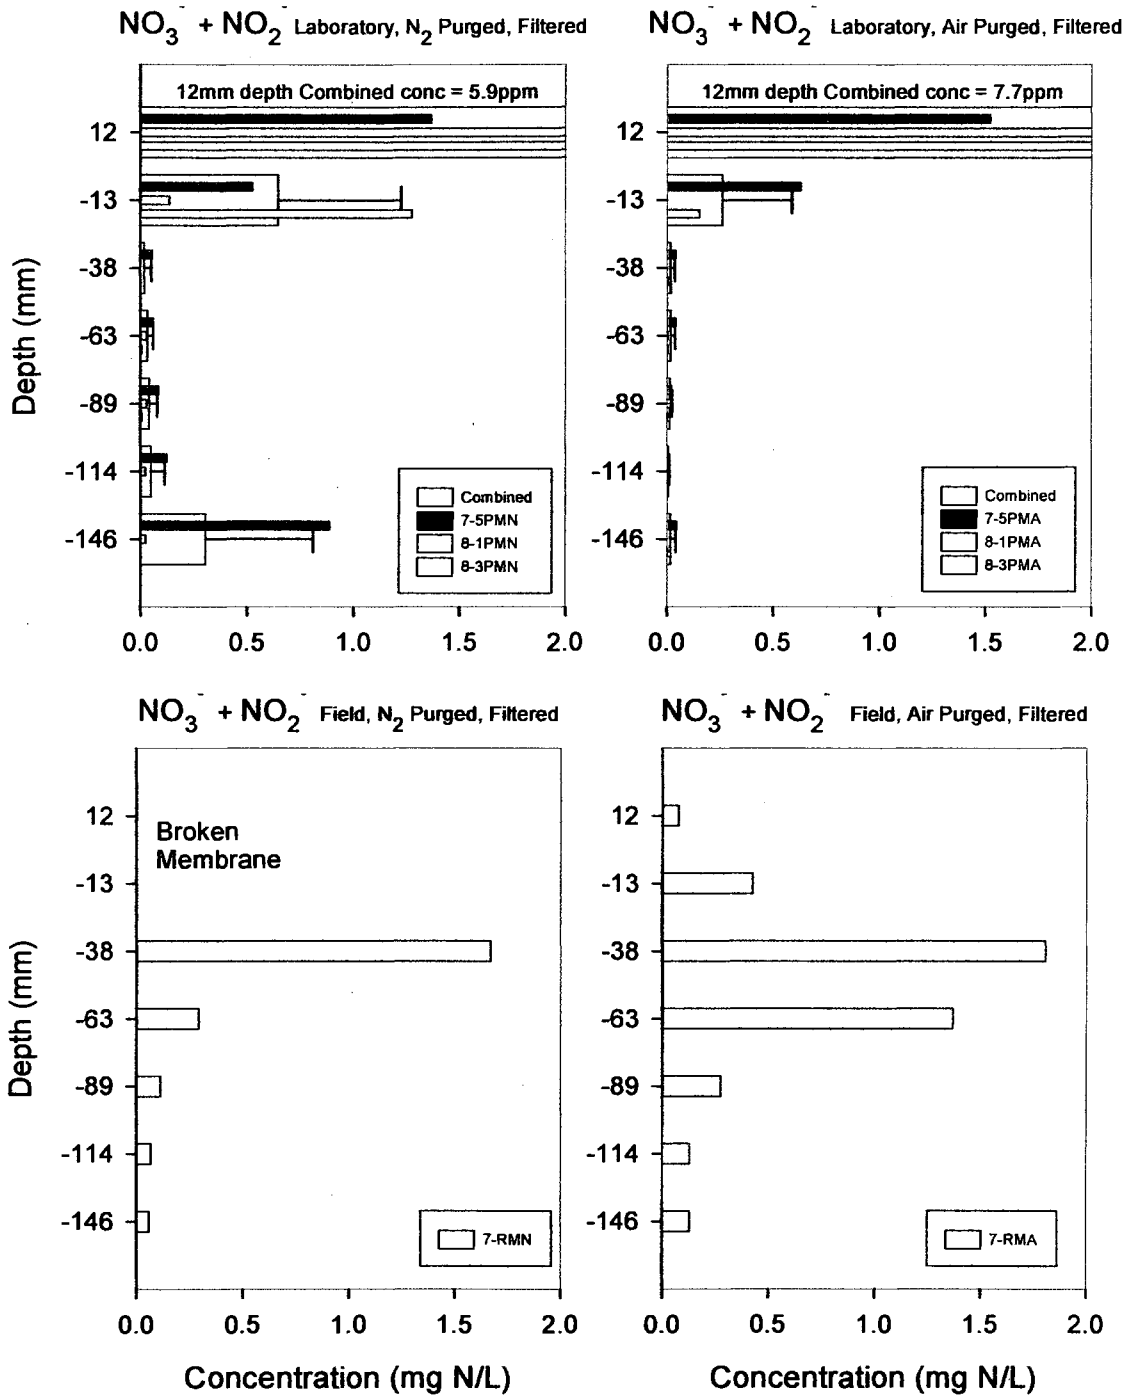 NO3- + NO2- Laboratory, N2 Purged, Filtered
12mm depth Combined conc = 5.9ppm
Depth (mm)
12
-13
-38
-63
-89
-114
-146
Combined
7-5PMN
8-1PMN
8-3PMN
0.0 0.5 1.0 1.5 2.0
NO3- + NO2- Laboratory, Air Purged, Filtered
12mm depth Combined conc = 7.7ppm
12
-13
-38
-63
-89
-114
-146
Combined
7-5PMA
8-1PMA
8-3PMA
0.0 0.5 1.0 1.5 2.0
NO3- + NO2- Field, N2 Purged, Filtered
Broken
Membrane
Depth (mm)
12
-13
-38
-63
-89
-114
-146
7-RMN
0.0 0.5 1.0 1.5 2.0
Concentration (mg N/L)
NO3- + NO2- Field, Air Purged, Filtered
12
-13
-38
-63
-89
-114
-146
7-RMA
0.0 0.5 1.0 1.5 2.0
Concentration (mg N/L)